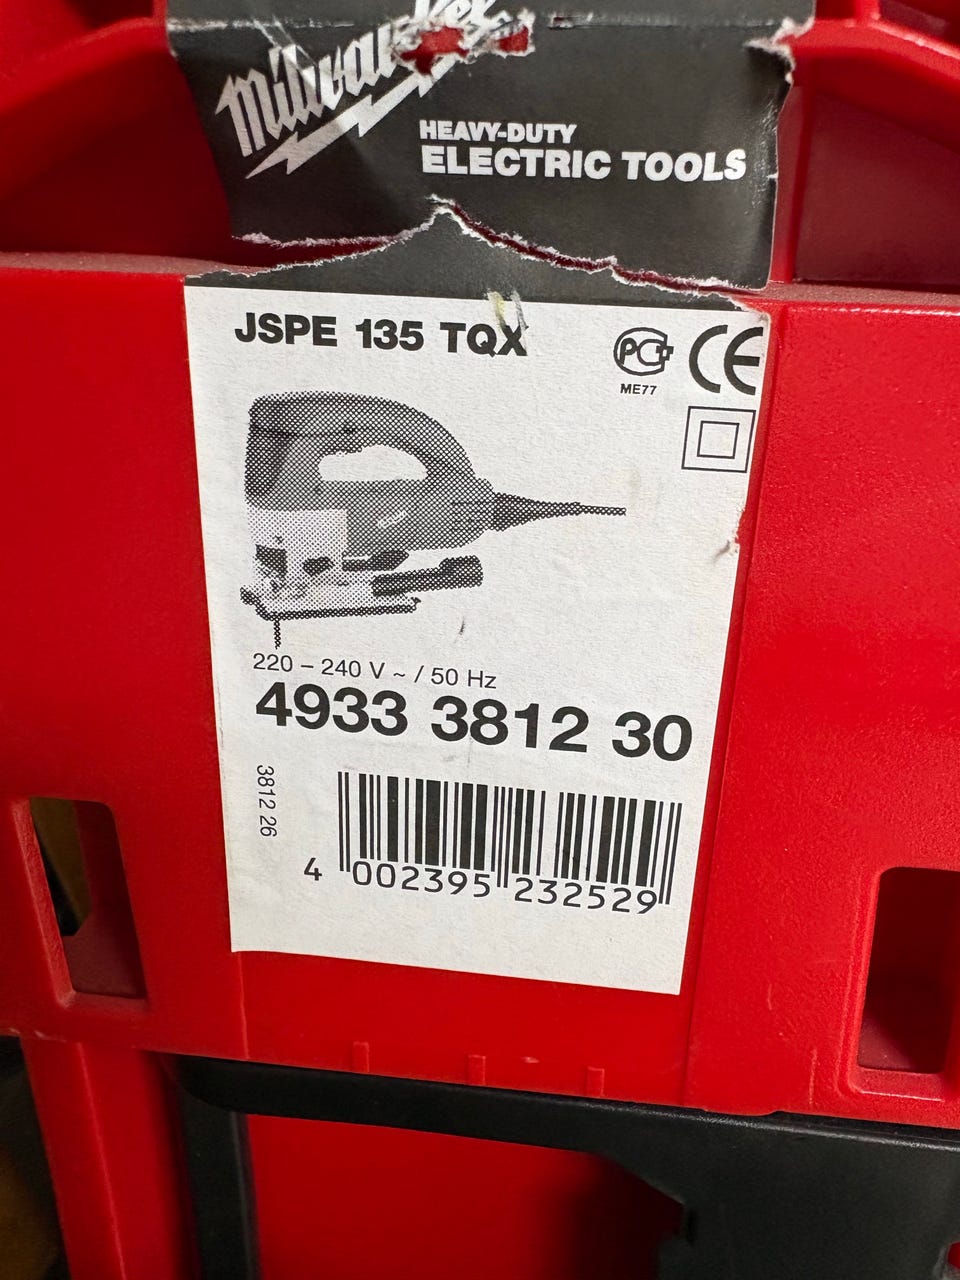 Milwaukee
HEAVY-DUTY
ELECTRIC TOOLS
JSPE 135 TQX
PCT
ME77
CE
220 – 240 V ~ / 50 Hz
4933 3812 30
3812 26
4 002395 232529